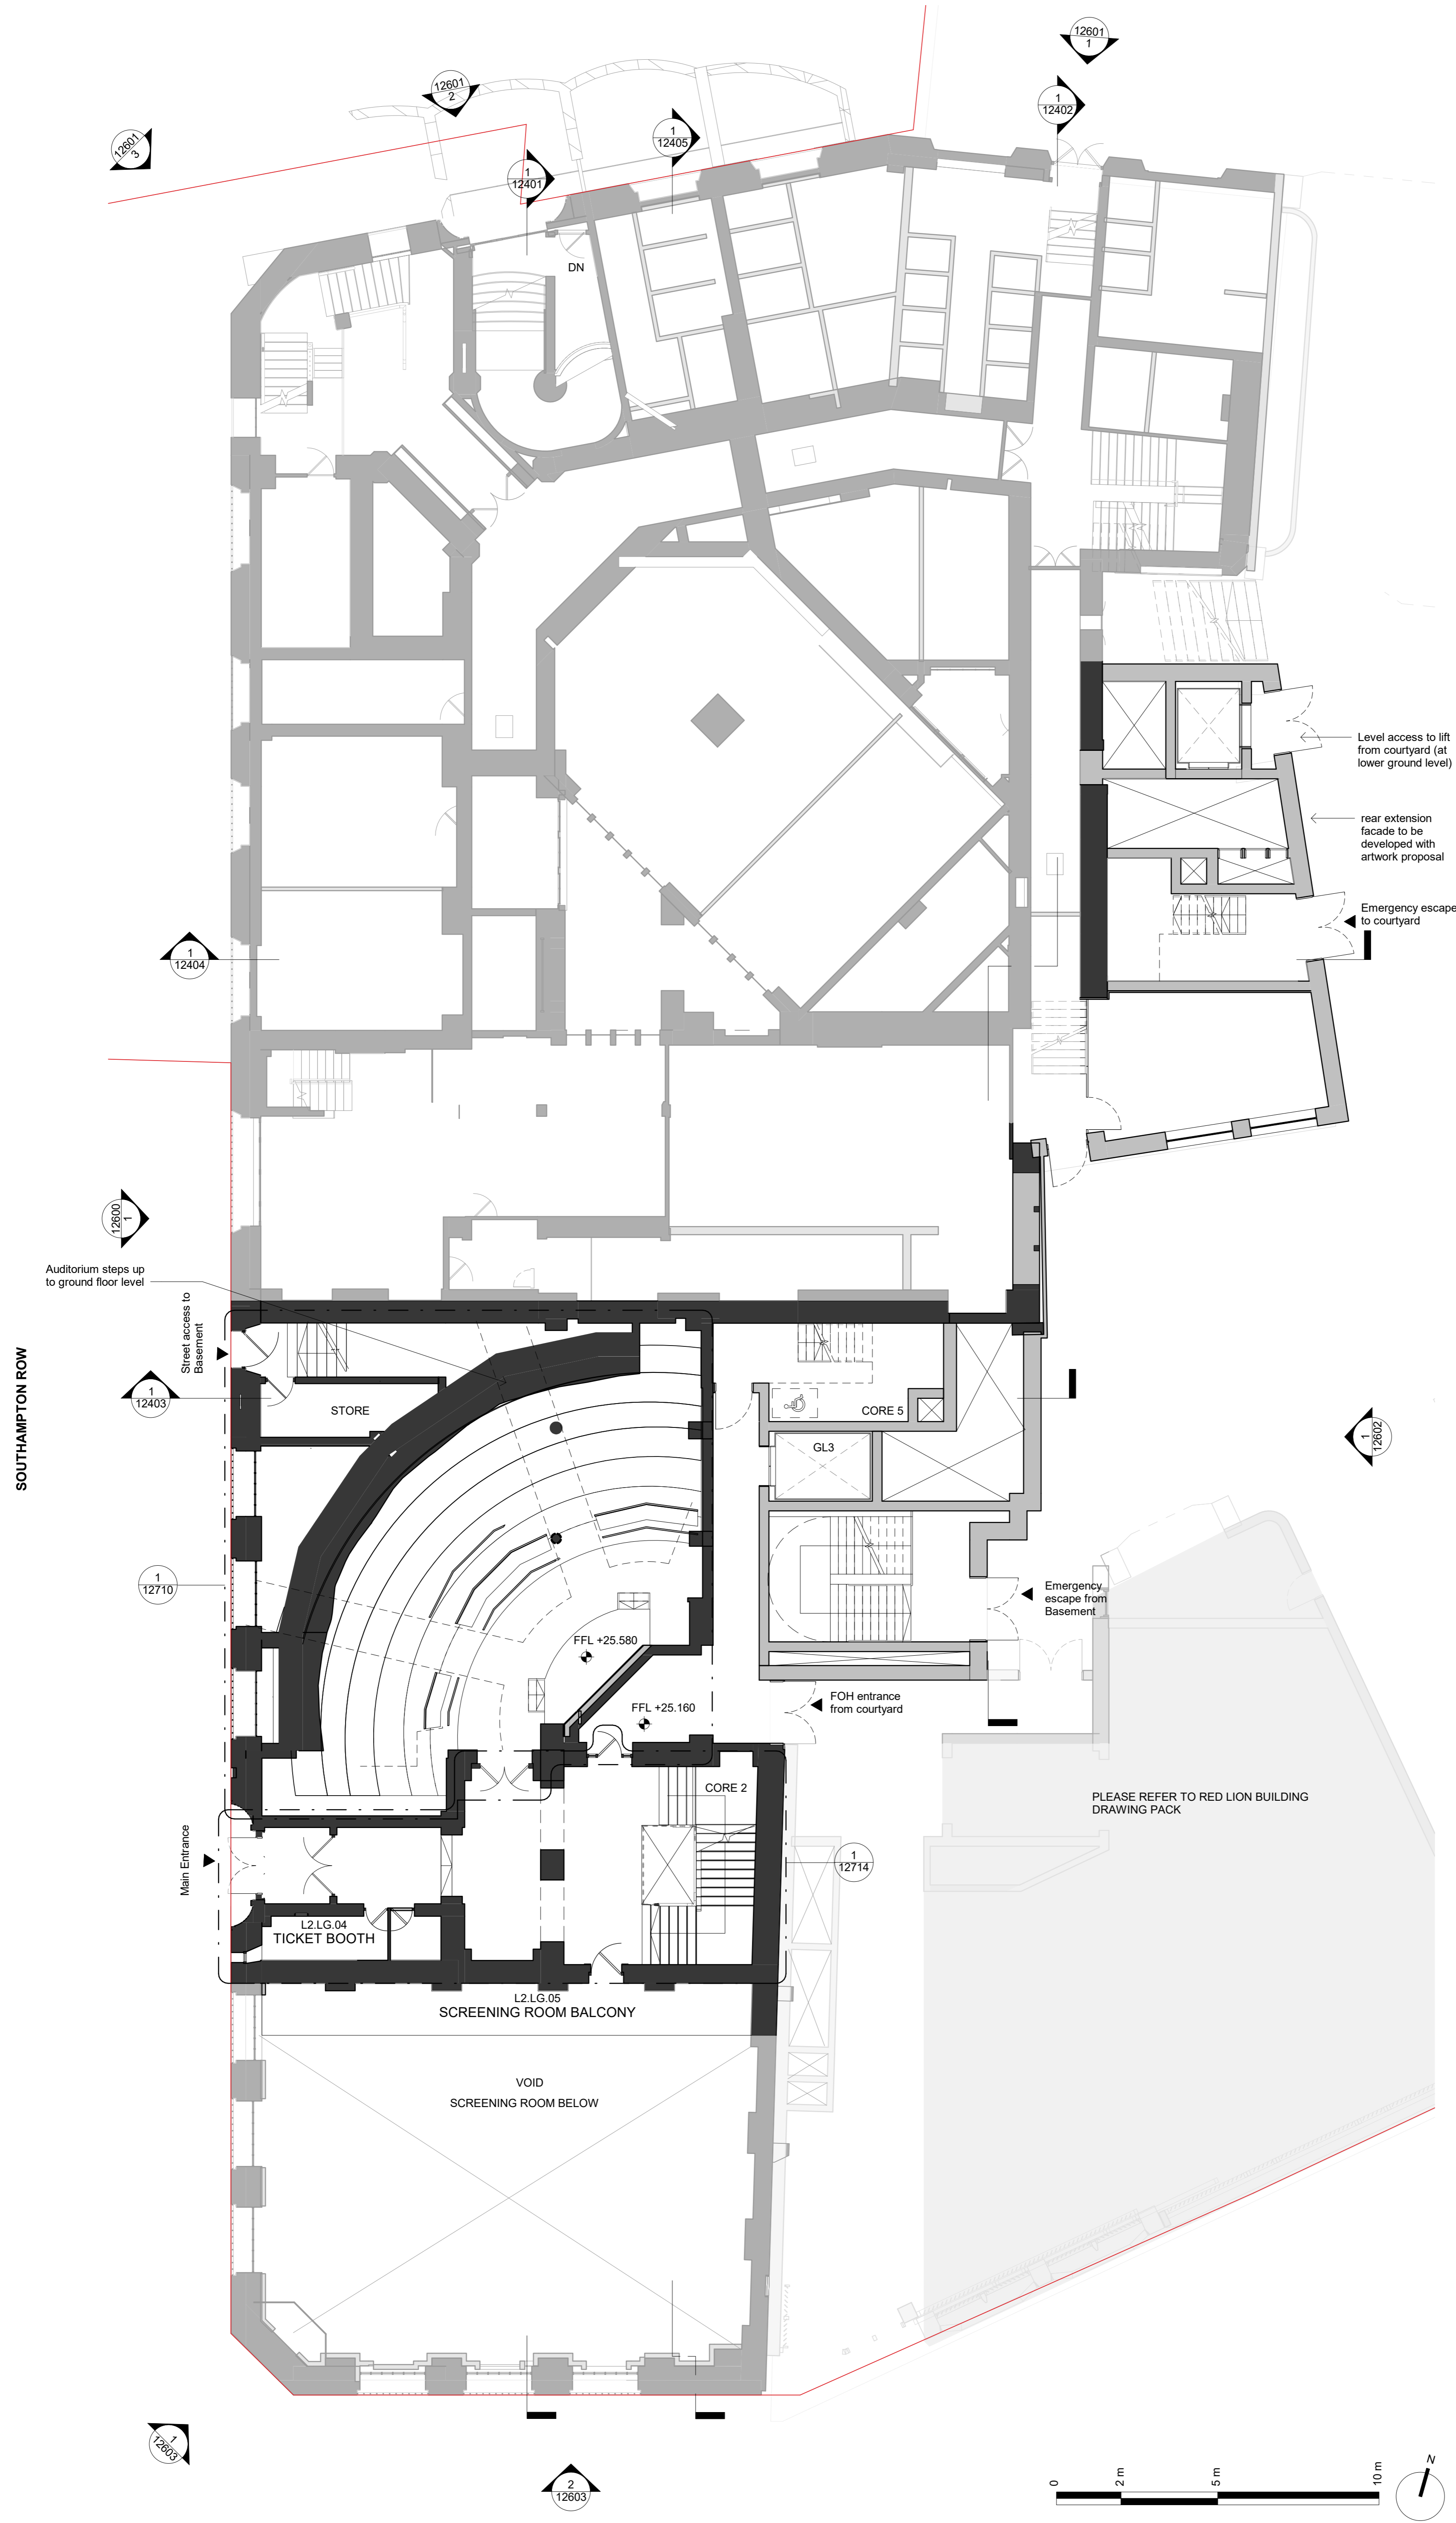 12601
1
12601
2
1
12402
12601
3
1
12405
1
12401
DN
Level access to lift
from courtyard (at
lower ground level)
rear extension
facade to be
developed with
artwork proposal
Emergency escape
to courtyard
1
12404
12600
1
Auditorium steps up
to ground floor level
Street access to
Basement
SOUTHAMPTON ROW
1
12403
STORE
CORE 5
GL3
1
12602
1
12710
Emergency
escape from
Basement
FFL +25.580
FFL +25.160
FOH entrance
from courtyard
CORE 2
PLEASE REFER TO RED LION BUILDING
DRAWING PACK
Main Entrance
1
12714
L2.LG.04
TICKET BOOTH
L2.LG.05
SCREENING ROOM BALCONY
VOID
SCREENING ROOM BELOW
1
12603
2
12603
0
2 m
5 m
10 m
N